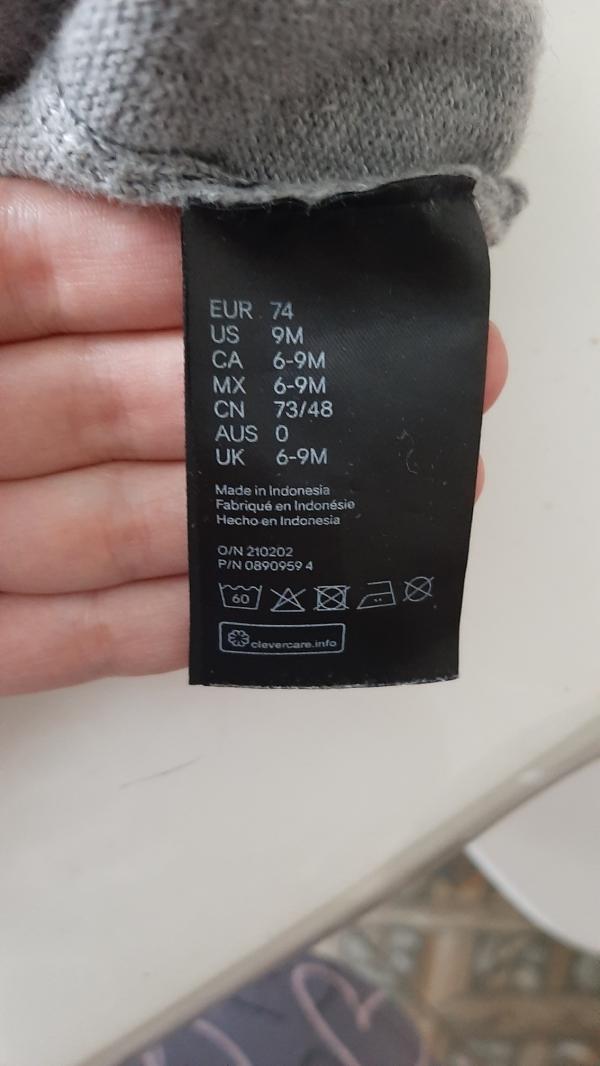 EUR 74
US 9M
CA 6-9M
MX 6-9M
CN 73/48
AUS 0
UK 6-9M
Made in Indonesia
Fabriqué en Indonésie
Hecho en Indonesia
O/N 210202
P/N 0890959 4
60
clevercare.info